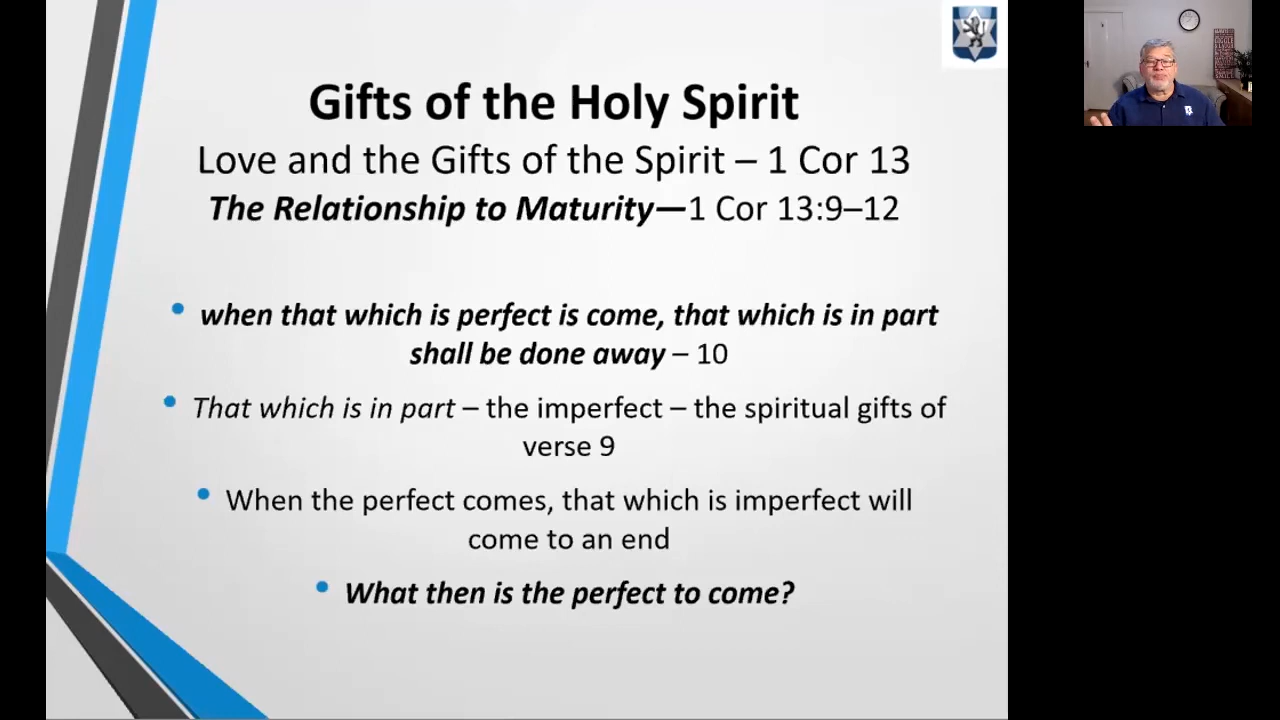 Gifts of the Holy Spirit
Love and the Gifts of the Spirit – 1 Cor 13
The Relationship to Maturity—1 Cor 13:9–12
• when that which is perfect is come, that which is in part
shall be done away – 10
• That which is in part – the imperfect – the spiritual gifts of
verse 9
• When the perfect comes, that which is imperfect will
come to an end
• What then is the perfect to come?